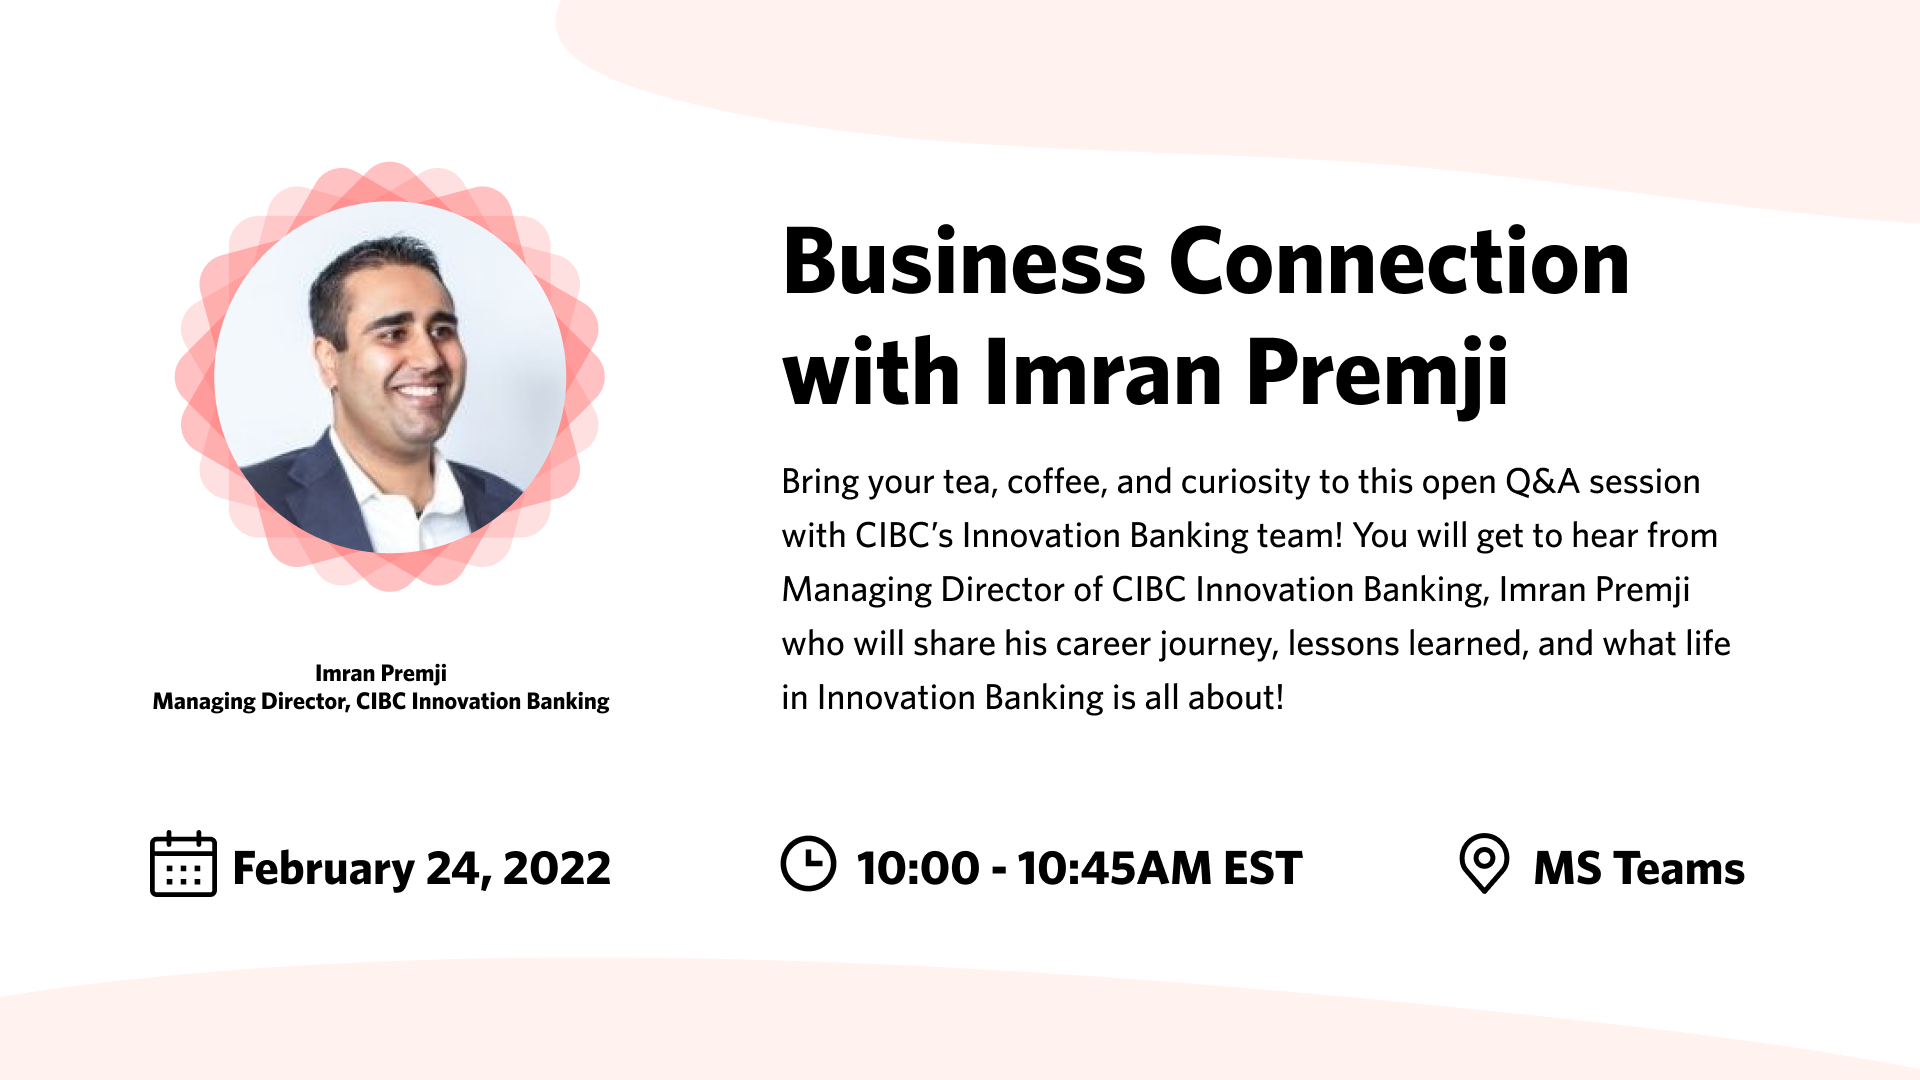 Business Connection
with Imran Premji
Bring your tea, coffee, and curiosity to this open Q&A session
with CIBC’s Innovation Banking team! You will get to hear from
Managing Director of CIBC Innovation Banking, Imran Premji
who will share his career journey, lessons learned, and what life
in Innovation Banking is all about!
Imran Premji
Managing Director, CIBC Innovation Banking
February 24, 2022
10:00 - 10:45AM EST
MS Teams